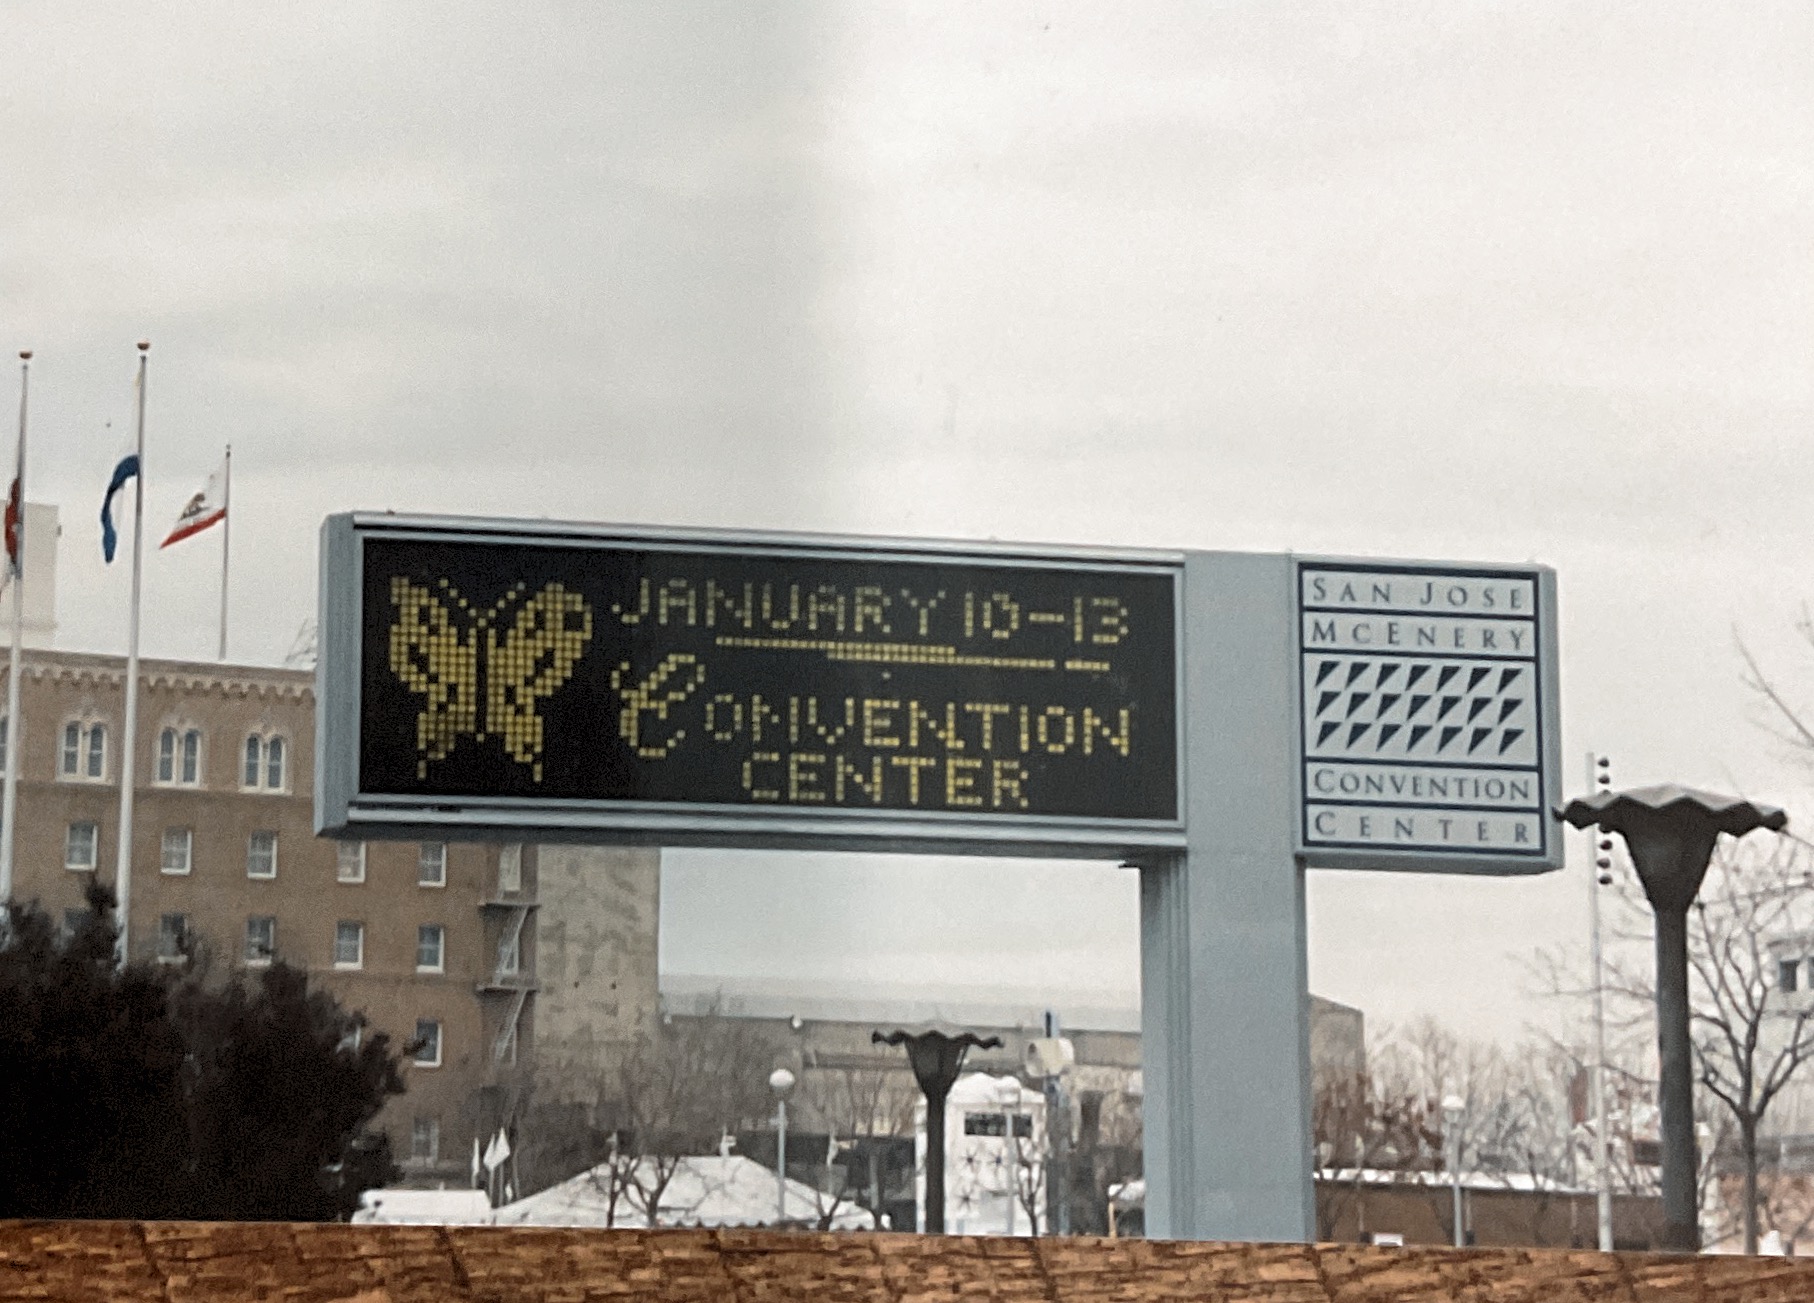 JANUARY 10-13
CONVENTION
CENTER
SAN JOSE
MCENERY
CONVENTION
CENTER